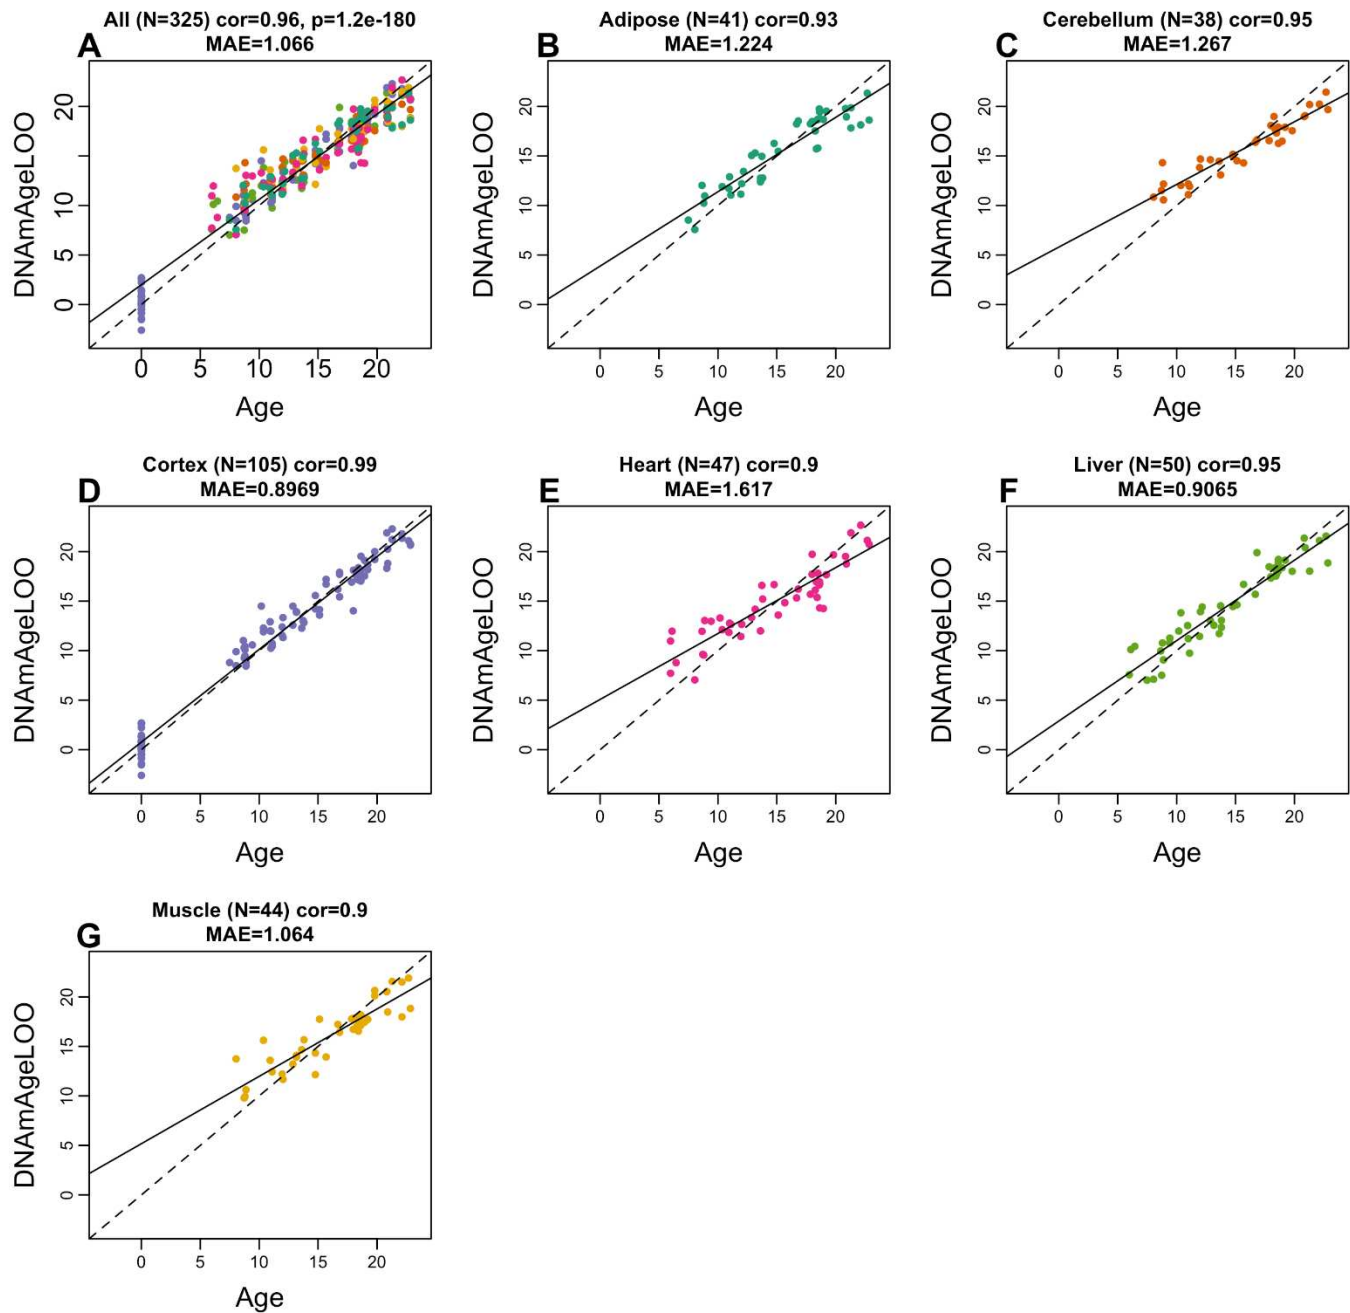 All (N=325) cor=0.96, p=1.2e-180
MAE=1.066
A
DNAmAgeLOO
20
10
5
0
0 5 10 15 20
Age
Adipose (N=41) cor=0.93
MAE=1.224
B
DNAmAgeLOO
20
15
10
5
0
0 5 10 15 20
Age
Cerebellum (N=38) cor=0.95
MAE=1.267
C
DNAmAgeLOO
20
15
10
5
0
0 5 10 15 20
Age
Cortex (N=105) cor=0.99
MAE=0.8969
D
DNAmAgeLOO
20
15
10
5
0
0 5 10 15 20
Age
Heart (N=47) cor=0.9
MAE=1.617
E
DNAmAgeLOO
20
15
10
5
0
0 5 10 15 20
Age
Liver (N=50) cor=0.95
MAE=0.9065
F
DNAmAgeLOO
20
15
10
5
0
0 5 10 15 20
Age
Muscle (N=44) cor=0.9
MAE=1.064
G
DNAmAgeLOO
20
15
10
5
0
0 5 10 15 20
Age